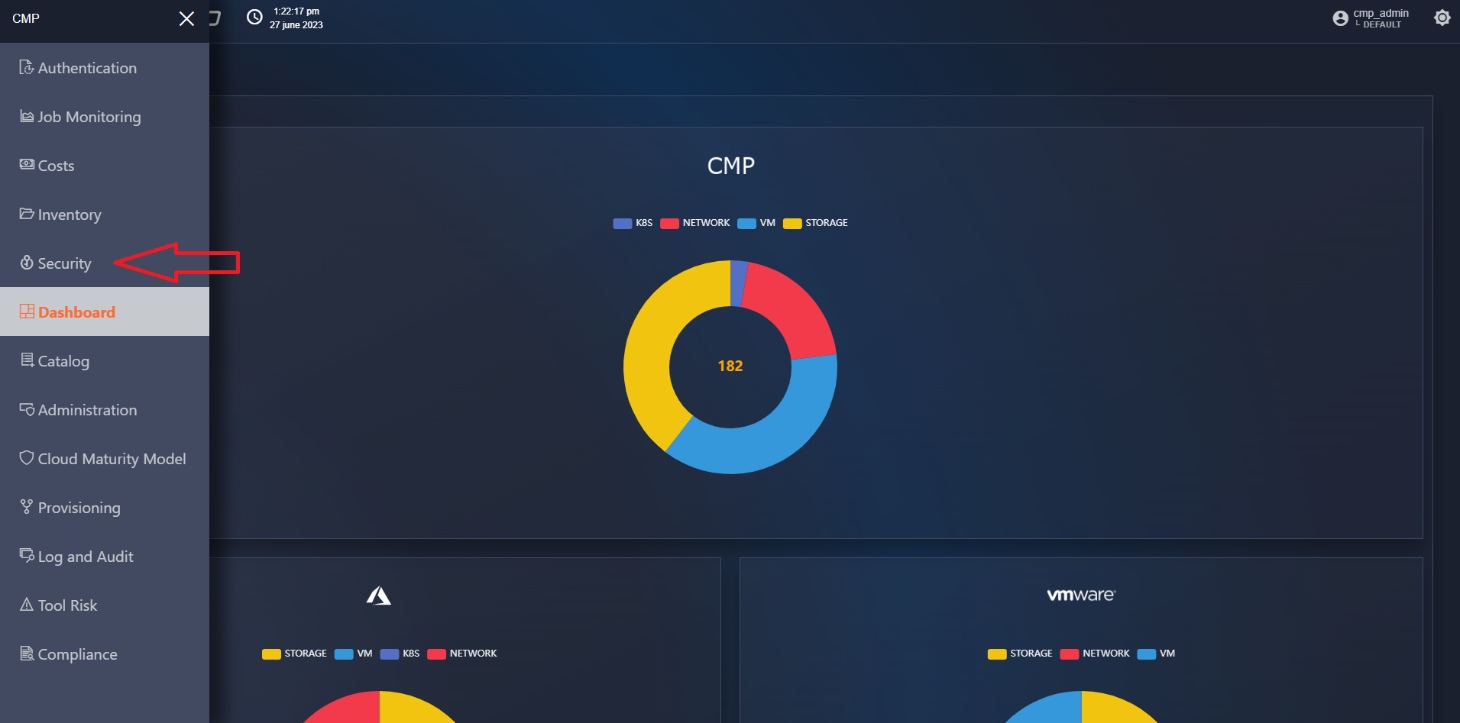 CMP
1:22:17 pm
27 june 2023
cmp_admin
DEFAULT
Authentication
Job Monitoring
Costs
Inventory
Security
Dashboard
Catalog
Administration
Cloud Maturity Model
Provisioning
Log and Audit
Tool Risk
Compliance
CMP
K8S NETWORK VM STORAGE
182
STORAGE VM K8S NETWORK
vmware®
STORAGE NETWORK VM